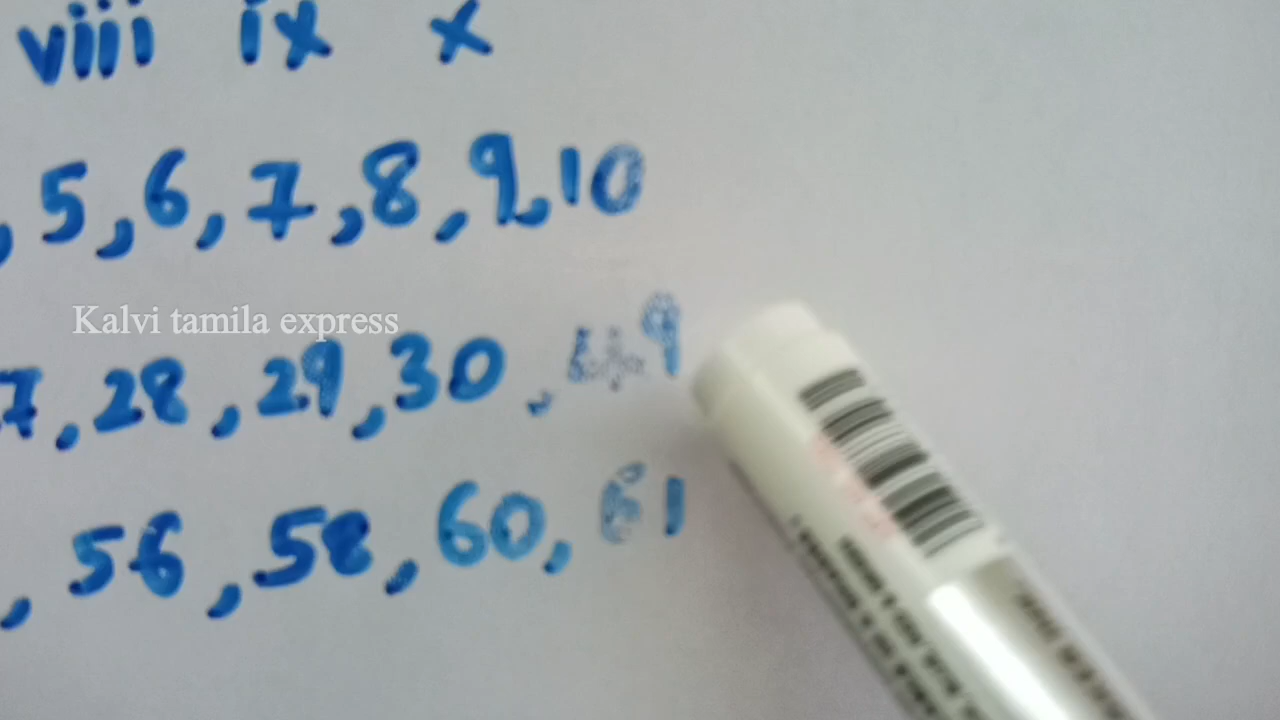 viii ix x
, 5, 6, 7, 8, 9, 10
Kalvi tamila express
7, 28, 29, 30,
, 56, 58, 60, 61